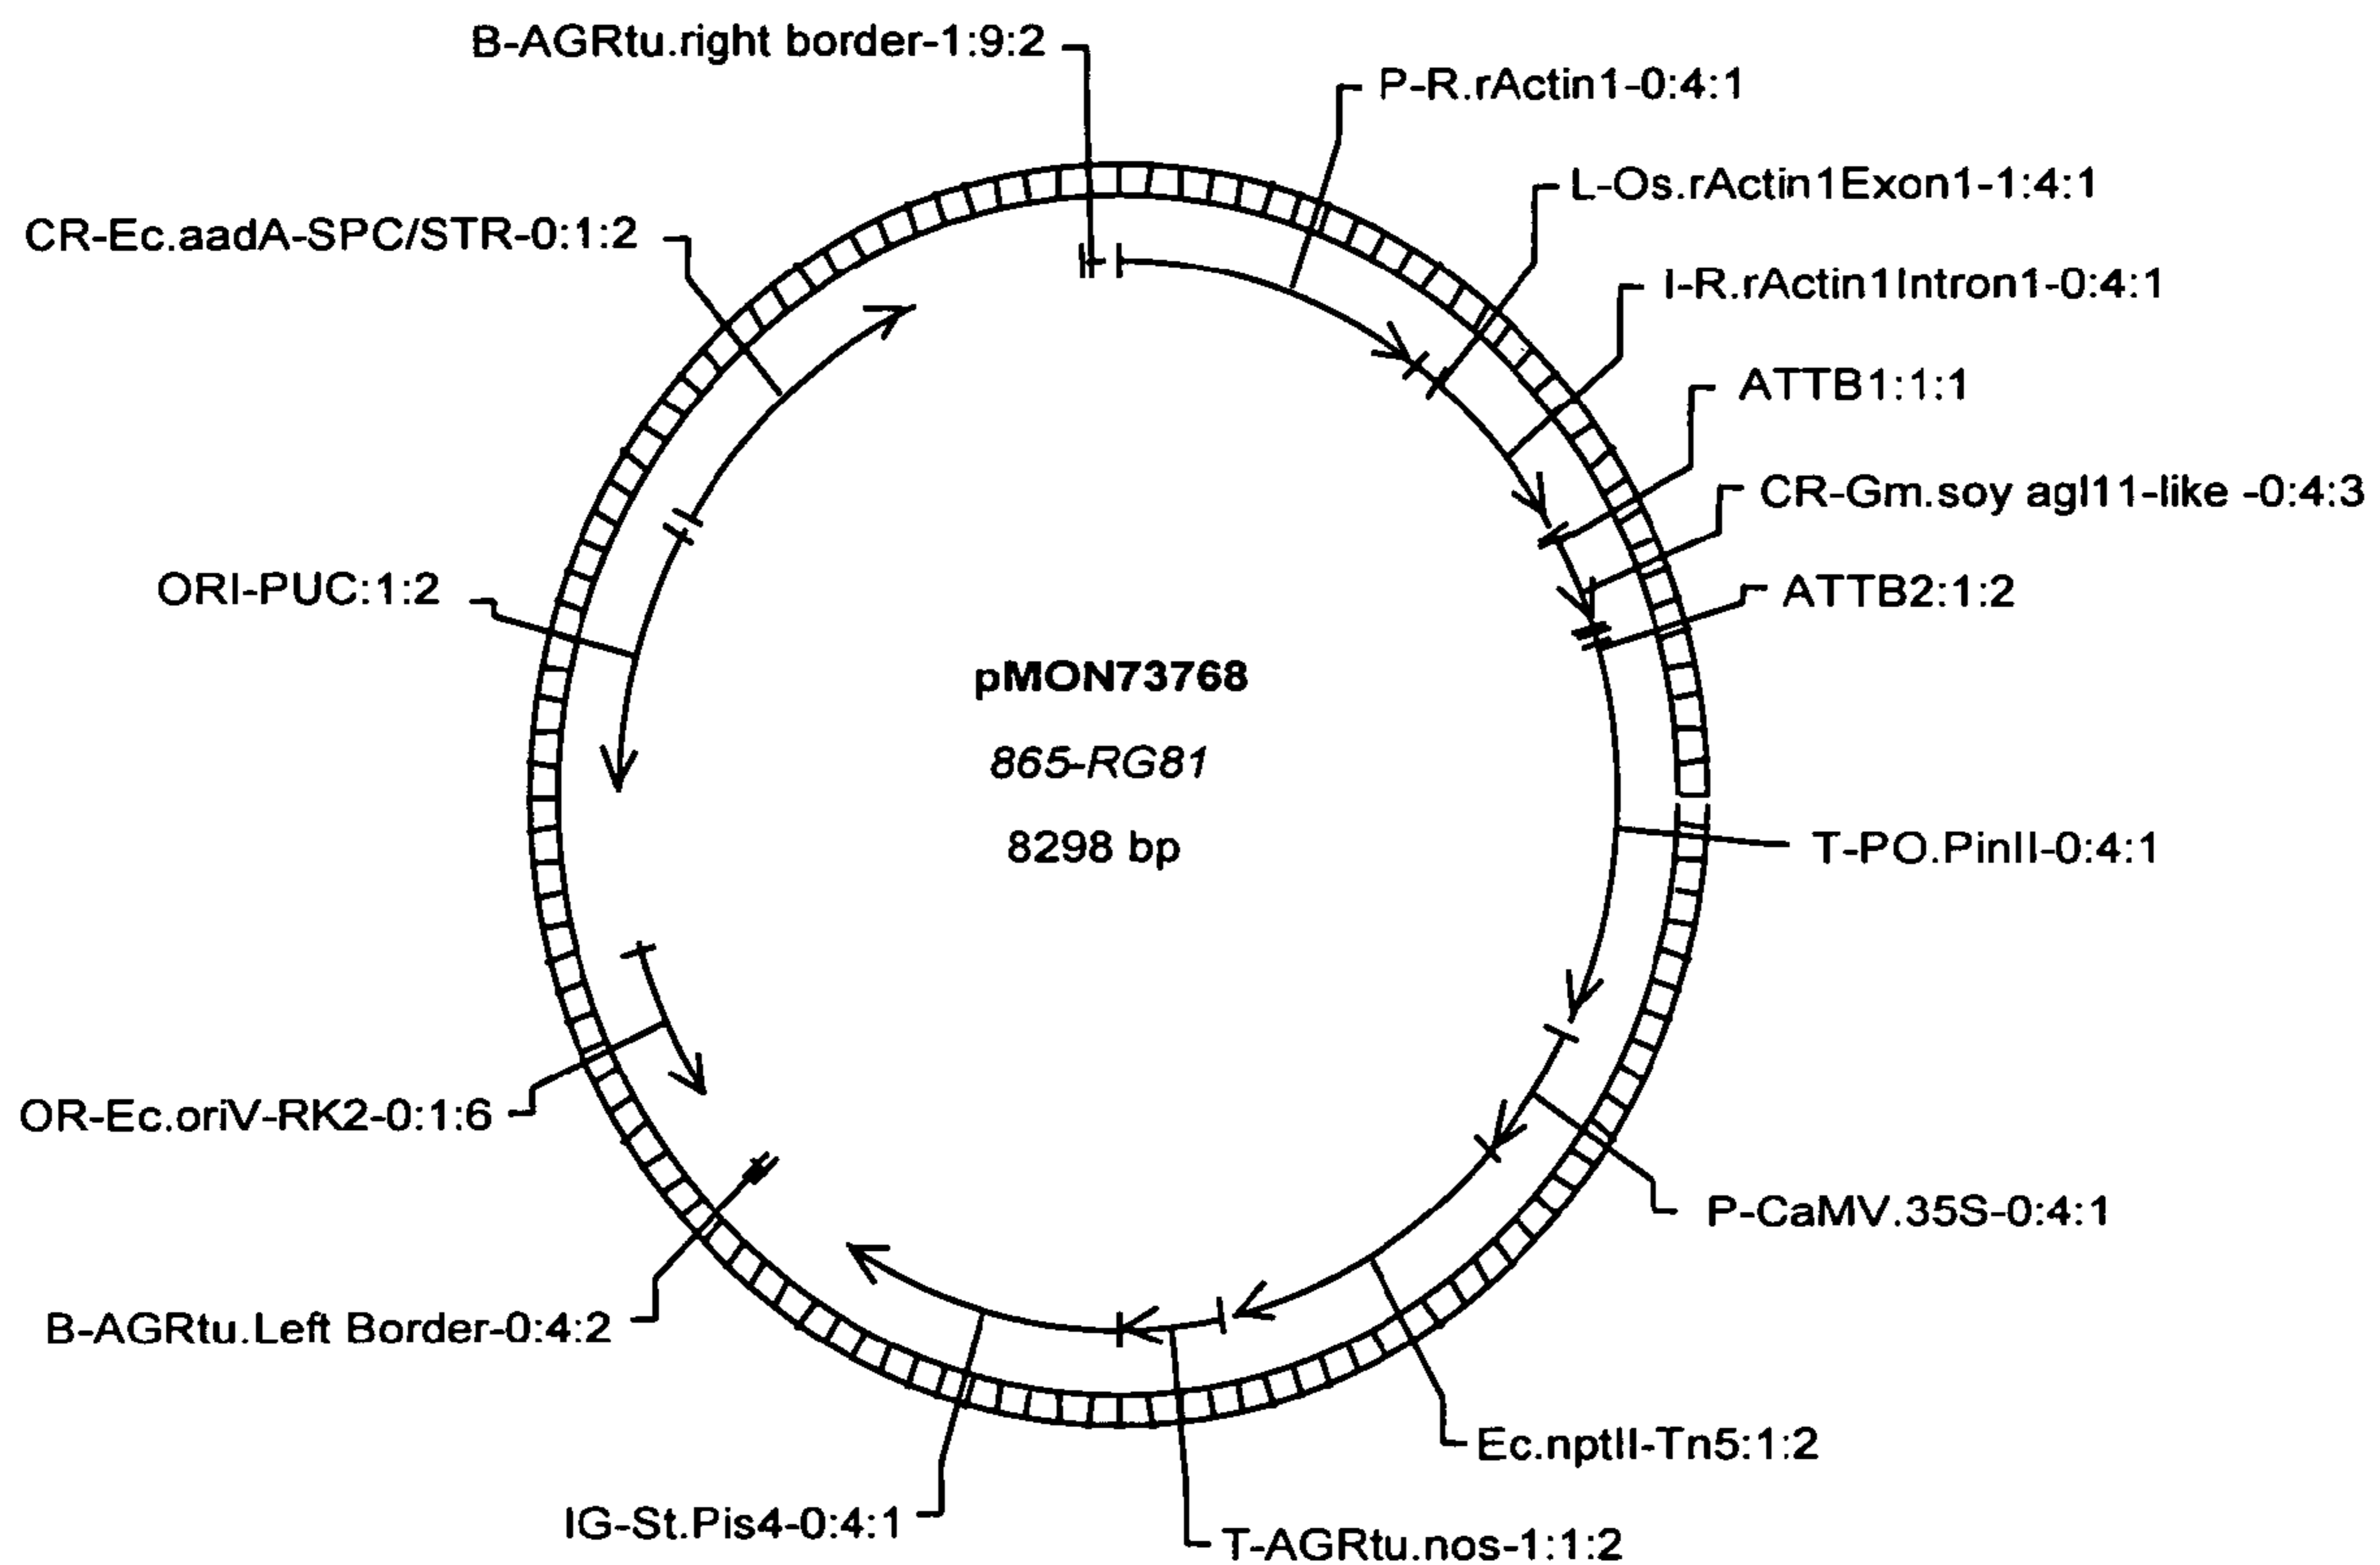 B-AGRtu.right border-1:9:2
P-R.rActin1-0:4:1
L-Os.rActin1Exon1-1:4:1
CR-Ec.aadA-SPC/STR-0:1:2
I-R.rActin1Intron1-0:4:1
ATTB1:1:1
CR-Gm.soy agl11-like -0:4:3
ORI-PUC:1:2
ATTB2:1:2
pMON73768
865-RG81
8298 bp
T-PO.PinII-0:4:1
OR-Ec.oriV-RK2-0:1:6
P-CaMV.35S-0:4:1
B-AGRtu.Left Border-0:4:2
Ec.nptII-Tn5:1:2
IG-St.Pis4-0:4:1
T-AGRtu.nos-1:1:2